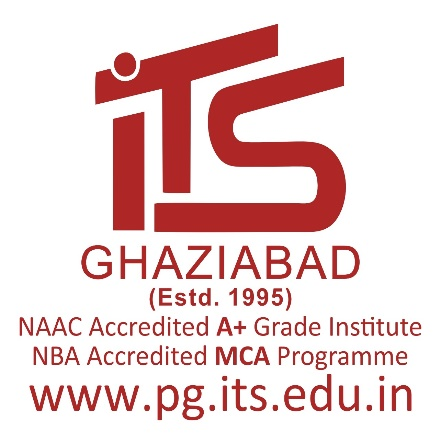 iTS
GHAZIABAD
(Estd. 1995)
NAAC Accredited A+ Grade Institute
NBA Accredited MCA Programme
www.pg.its.edu.in